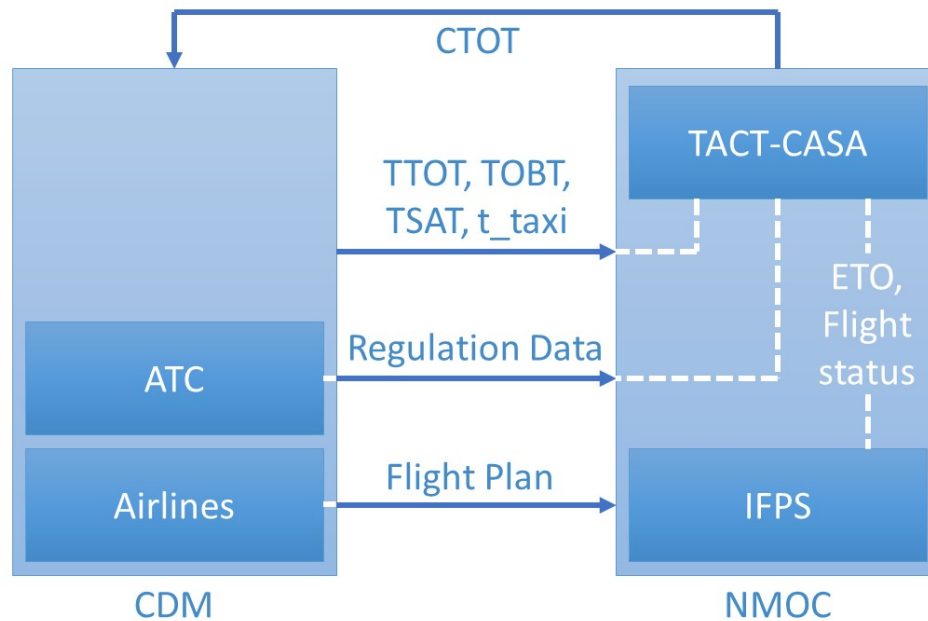 CTOT
TACT-CASA
TTOT, TOBT,
TSAT, t_taxi
ETO,
Flight
status
Regulation Data
ATC
Flight Plan
Airlines
IFPS
CDM
NMOC